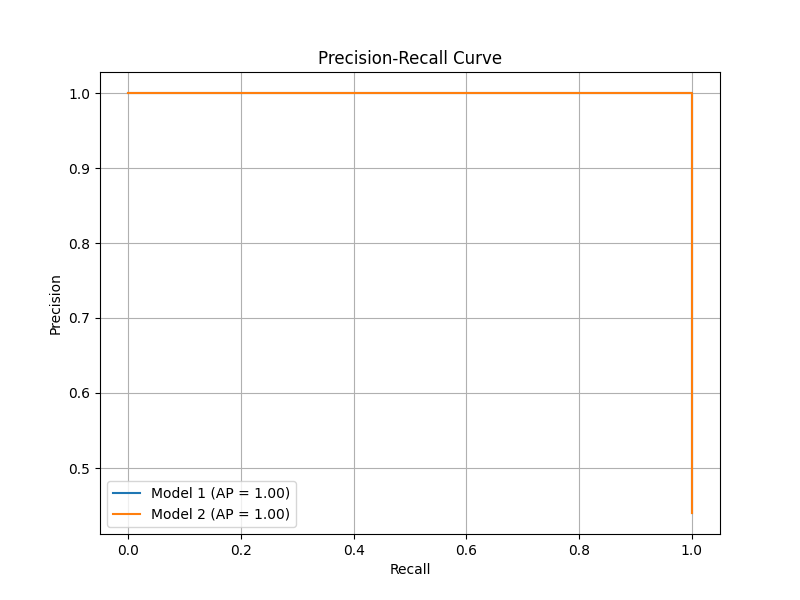 Precision-Recall Curve
1.0
0.9
0.8
0.7
0.6
0.5
Precision
Model 1 (AP = 1.00)
Model 2 (AP = 1.00)
0.0 0.2 0.4 0.6 0.8 1.0
Recall